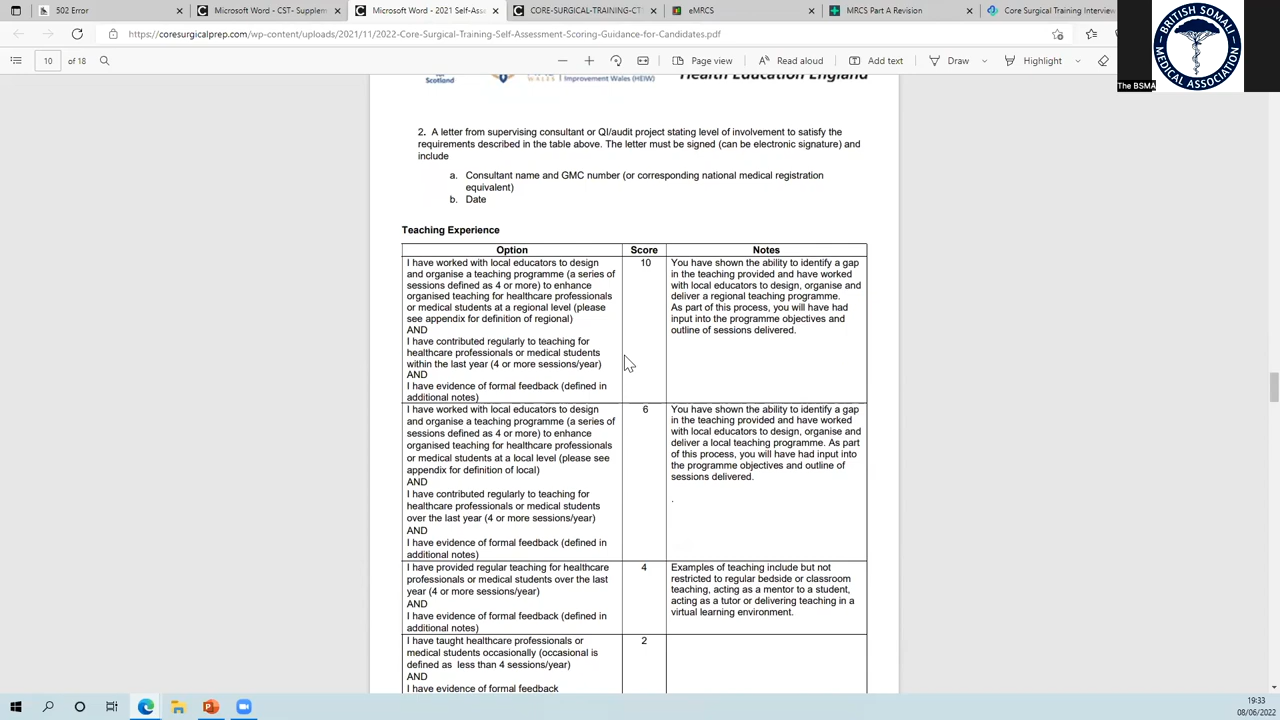 502 Error
Microsoft Word - CST- Supplem
Microsoft Word - 2021 Self-Ass
CORE-SURGICAL-TRAINING-CT
eMRCS
MRCS Part A Revision
Core Surgical Training Interview
https://coresurgicalprep.com/wp-content/uploads/2021/11/2022-Core-Surgical-Training-Self-Assessment-Scoring-Guidance-for-Candidates.pdf
10 of 18
Page view
Read aloud
Add text
Draw
Highlight
BRITISH SOMALI
MEDICAL ASSOCIATION
The BSMA
Scotland
Improvement Wales (HEIW)
Health Education England
2. A letter from supervising consultant or QI/audit project stating level of involvement to satisfy the
requirements described in the table above. The letter must be signed (can be electronic signature) and
include
a. Consultant name and GMC number (or corresponding national medical registration
equivalent)
b. Date
Teaching Experience
Option Score Notes
I have worked with local educators to design
and organise a teaching programme (a series of
sessions defined as 4 or more) to enhance
organised teaching for healthcare professionals
or medical students at a regional level (please
see appendix for definition of regional)
AND
I have contributed regularly to teaching for
healthcare professionals or medical students
within the last year (4 or more sessions/year)
AND
I have evidence of formal feedback (defined in
additional notes)
10
You have shown the ability to identify a gap
in the teaching provided and have worked
with local educators to design, organise and
deliver a regional teaching programme.
As part of this process, you will have had
input into the programme objectives and
outline of sessions delivered.
I have worked with local educators to design
and organise a teaching programme (a series of
sessions defined as 4 or more) to enhance
organised teaching for healthcare professionals
or medical students at a local level (please see
appendix for definition of local)
AND
I have contributed regularly to teaching for
healthcare professionals or medical students
over the last year (4 or more sessions/year)
AND
I have evidence of formal feedback (defined in
additional notes)
6
You have shown the ability to identify a gap
in the teaching provided and have worked
with local educators to design, organise and
deliver a local teaching programme. As part
of this process, you will have had input into
the programme objectives and outline of
sessions delivered.
.
I have provided regular teaching for healthcare
professionals or medical students over the last
year (4 or more sessions/year)
AND
I have evidence of formal feedback (defined in
additional notes)
4
Examples of teaching include but not
restricted to regular bedside or classroom
teaching, acting as a mentor to a student,
acting as a tutor or delivering teaching in a
virtual learning environment.
I have taught healthcare professionals or
medical students occasionally (occasional is
defined as less than 4 sessions/year)
AND
I have evidence of formal feedback
2
19:33
08/06/2022